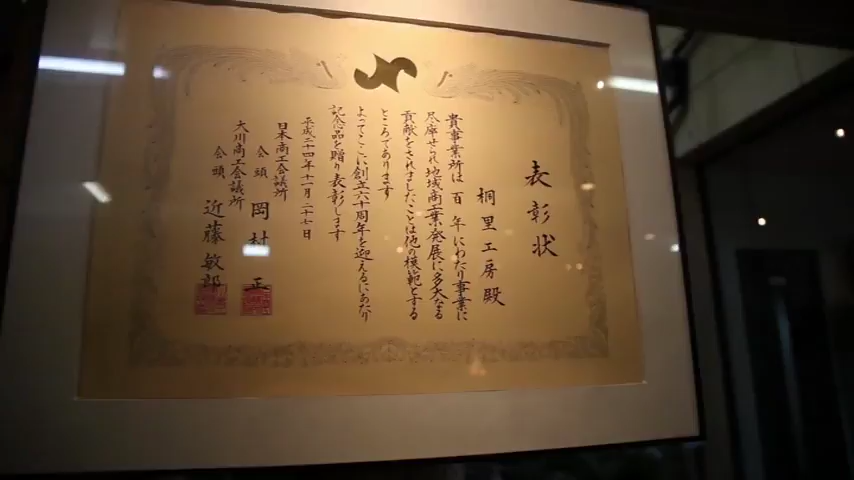 表彰状
桐里工房殿
貴事業所は百年にわたり事業に
尽瘁せられ地域商工業発展に多大なる
貢献をされましたことは他の模範とする
ところであります
よってここに創立六十周年を迎えるにあたり
記念品を贈り表彰します
平成二十四年十一月二十七日
日本商工会議所
会頭 岡村正
大川商工会議所
会頭 近藤敏郎